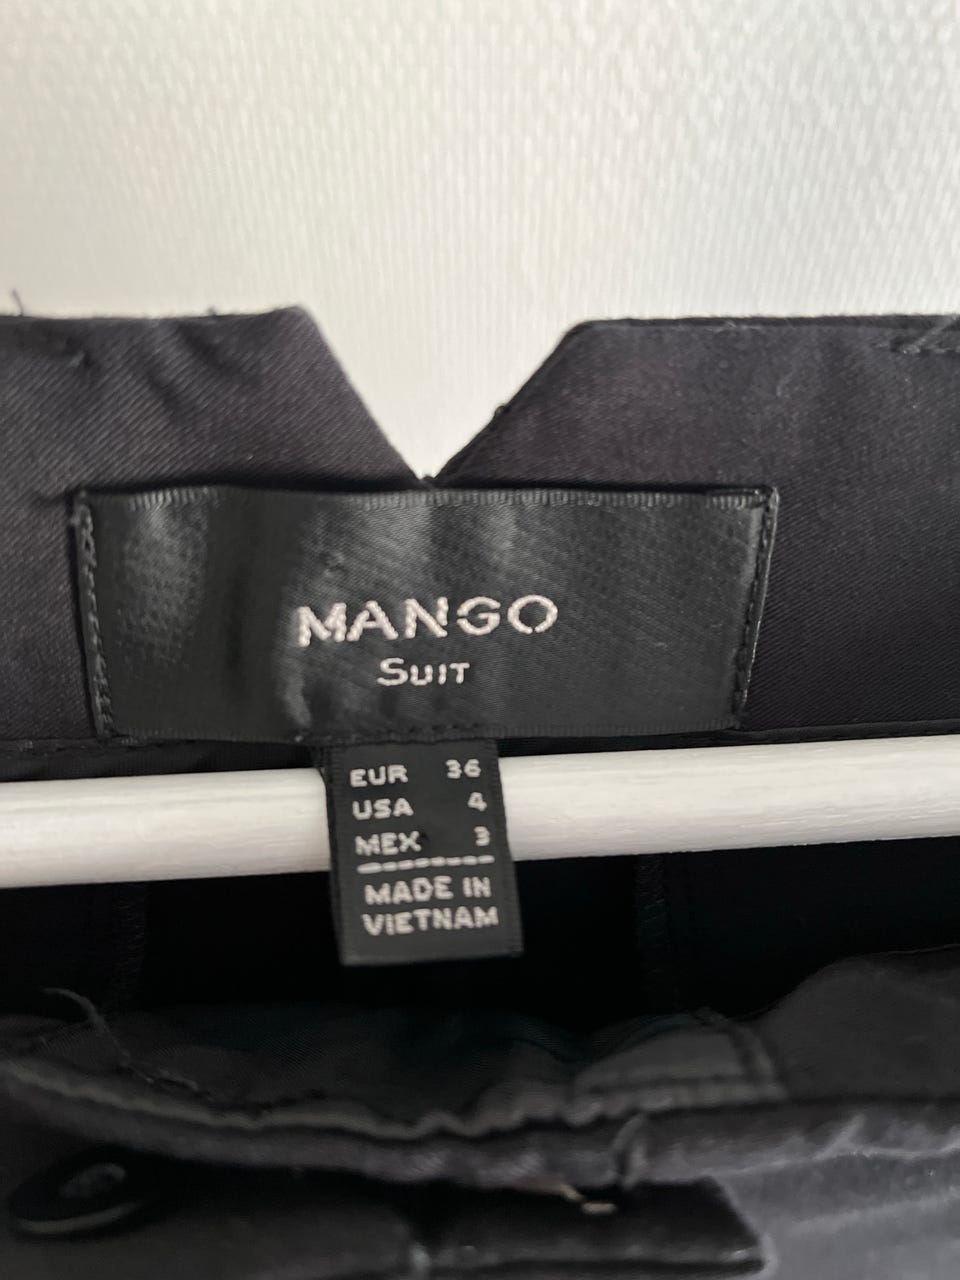 MANGO
SUIT
EUR 36
USA 4
MEX 3
MADE IN
VIETNAM